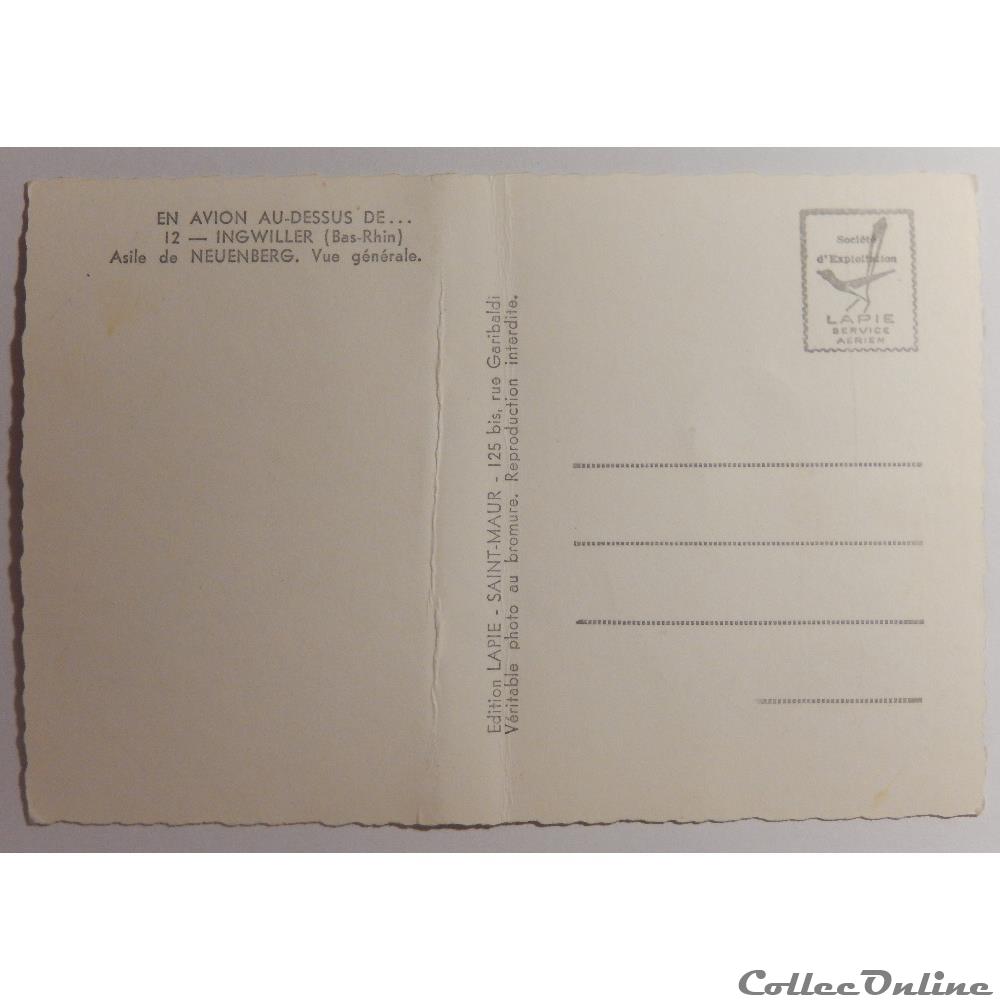 EN AVION AU-DESSUS DE...
12 — INGWILLER (Bas-Rhin)
Asile de NEUENBERG. Vue générale.
Edition LAPIE - SAINT-MAUR - 125 bis, rue Garibaldi
Véritable photo au bromure. Reproduction interdite.
Société
d'Exploitation
LAPIE
SERVICE
AERIEN
CollecOnline